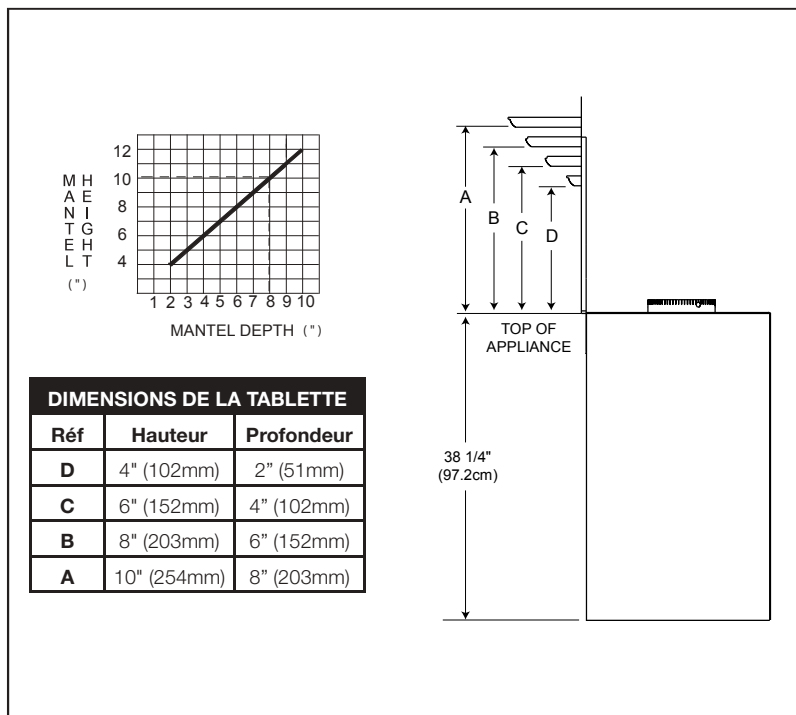 12
10
8
6
4
MANTEL
HEIGHT
(")
1 2 3 4 5 6 7 8 9 10
MANTEL DEPTH (")
DIMENSIONS DE LA TABLETTE
Réf Hauteur Profondeur
D 4" (102mm) 2” (51mm)
C 6" (152mm) 4” (102mm)
B 8" (203mm) 6” (152mm)
A 10" (254mm) 8” (203mm)
A
B
C
D
TOP OF
APPLIANCE
38 1/4"
(97.2cm)